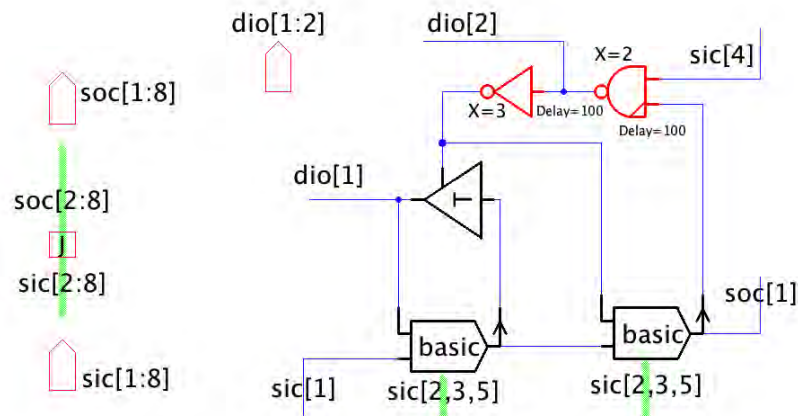 dio[1:2]
dio[2]
X=2
sic[4]
soc[1:8]
X=3
Delay=100
Delay=100
dio[1]
T
soc[2:8]
J
sic[2:8]
soc[1]
basic
basic
sic[1:8]
sic[1]
sic[2,3,5]
sic[2,3,5]